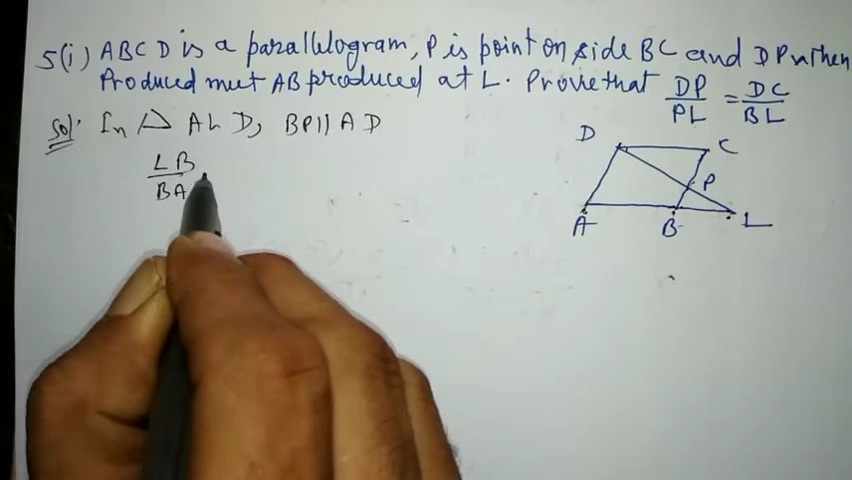 5(i) ABCD is a parallelogram, P is point on side BC and DP when
Produced meet AB produced at L. Prove that DP/PL = DC/BL
Sol. In △ ALD, BP || AD
LB/BA
D
C
P
A
B
L